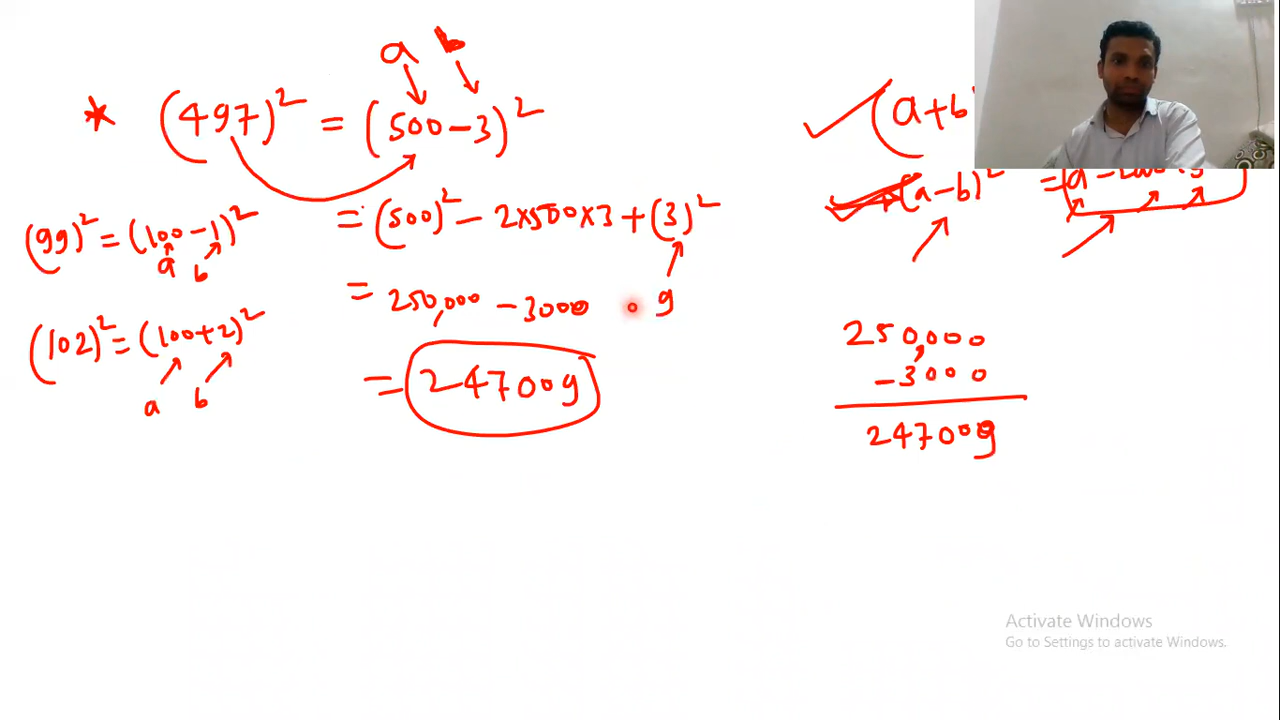 a b
* (497)² = (500-3)²
= (500)² - 2×500×3 + (3)²
= 250,000 - 3000 9
= 247009
(99)² = (100-1)²
a b
(102)² = (100+2)²
a b
(a+b
(a-b)² =
250,000
-3000
247009
Activate Windows
Go to Settings to activate Windows.